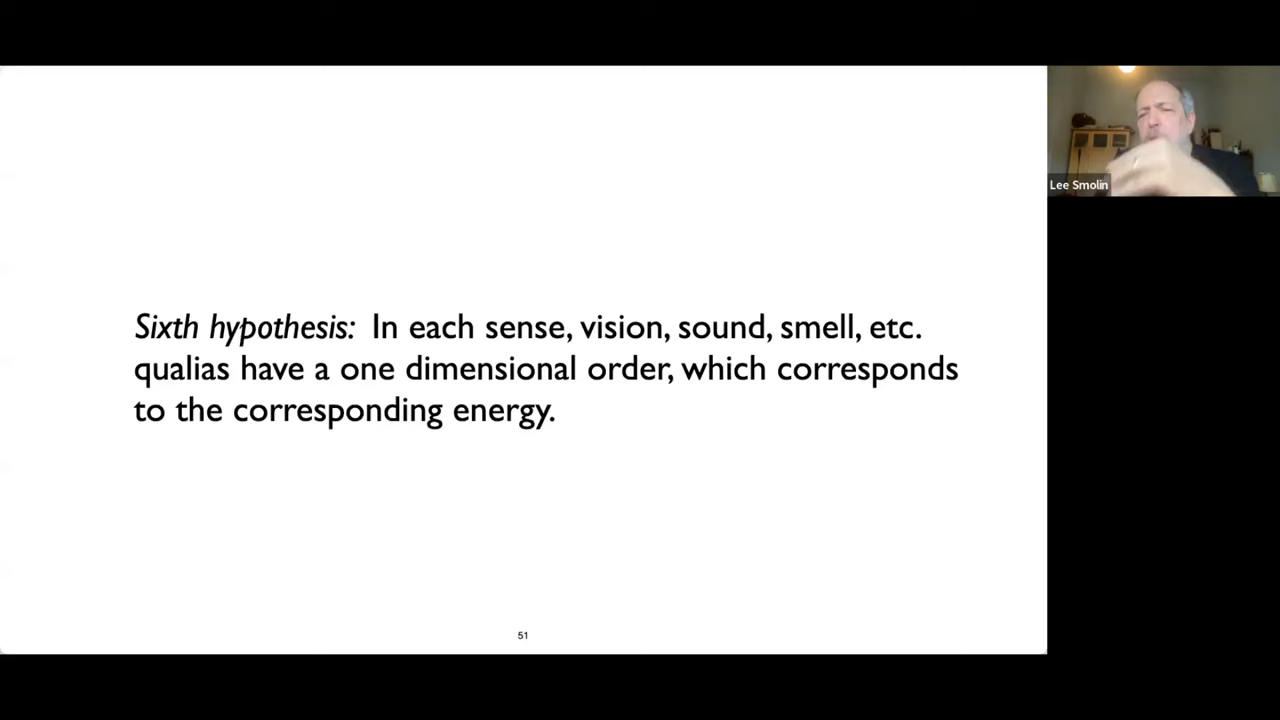 Lee Smolin
Sixth hypothesis: In each sense, vision, sound, smell, etc.
qualias have a one dimensional order, which corresponds
to the corresponding energy.
51